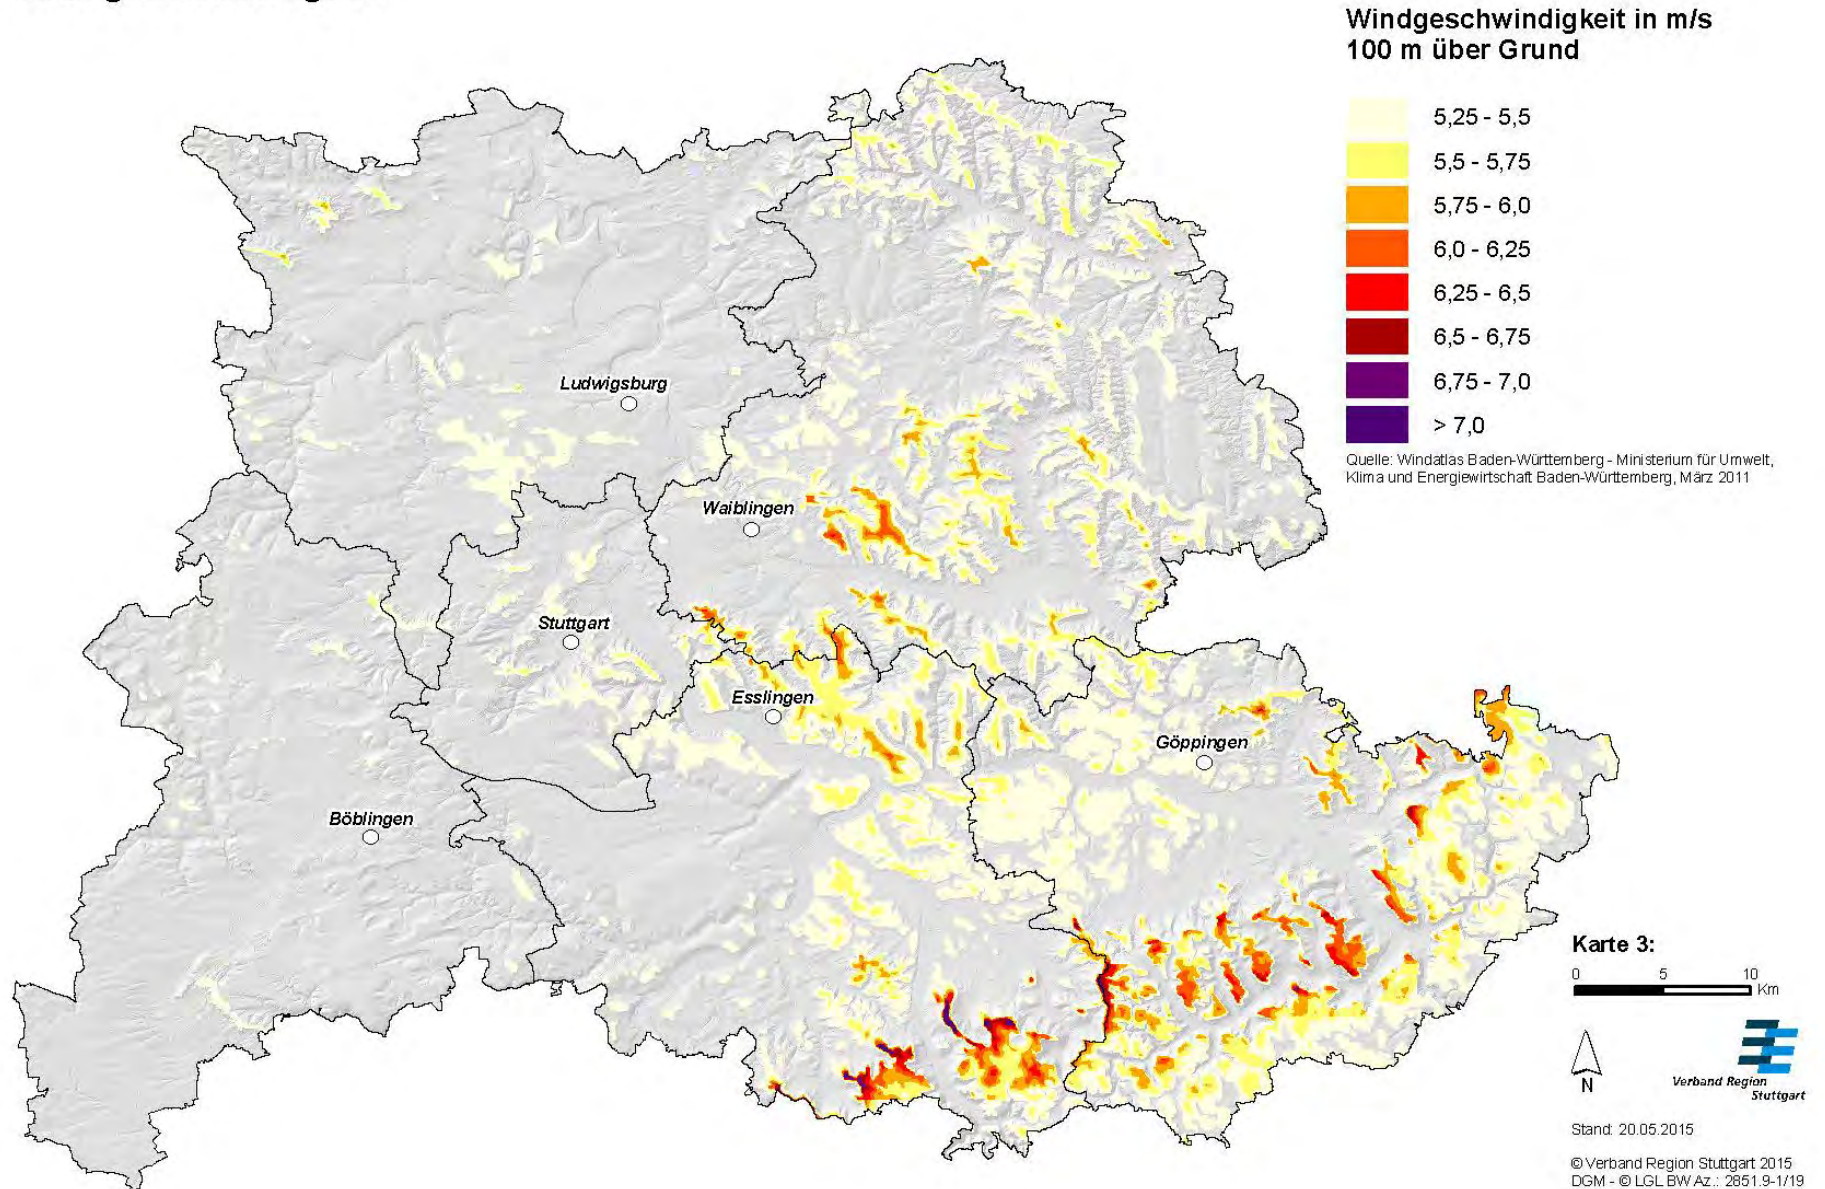 Windgeschwindigkeit in m/s
100 m über Grund
5,25 - 5,5
5,5 - 5,75
5,75 - 6,0
6,0 - 6,25
6,25 - 6,5
6,5 - 6,75
6,75 - 7,0
> 7,0
Quelle: Windatlas Baden-Württemberg - Ministerium für Umwelt,
Klima und Energiewirtschaft Baden-Württemberg, März 2011
Ludwigsburg
Waiblingen
Stuttgart
Esslingen
Göppingen
Böblingen
Karte 3:
0 5 10
Km
N
Verband Region
Stuttgart
Stand: 20.05.2015
© Verband Region Stuttgart 2015
DGM - © LGL BW Az.: 2851.9-1/19